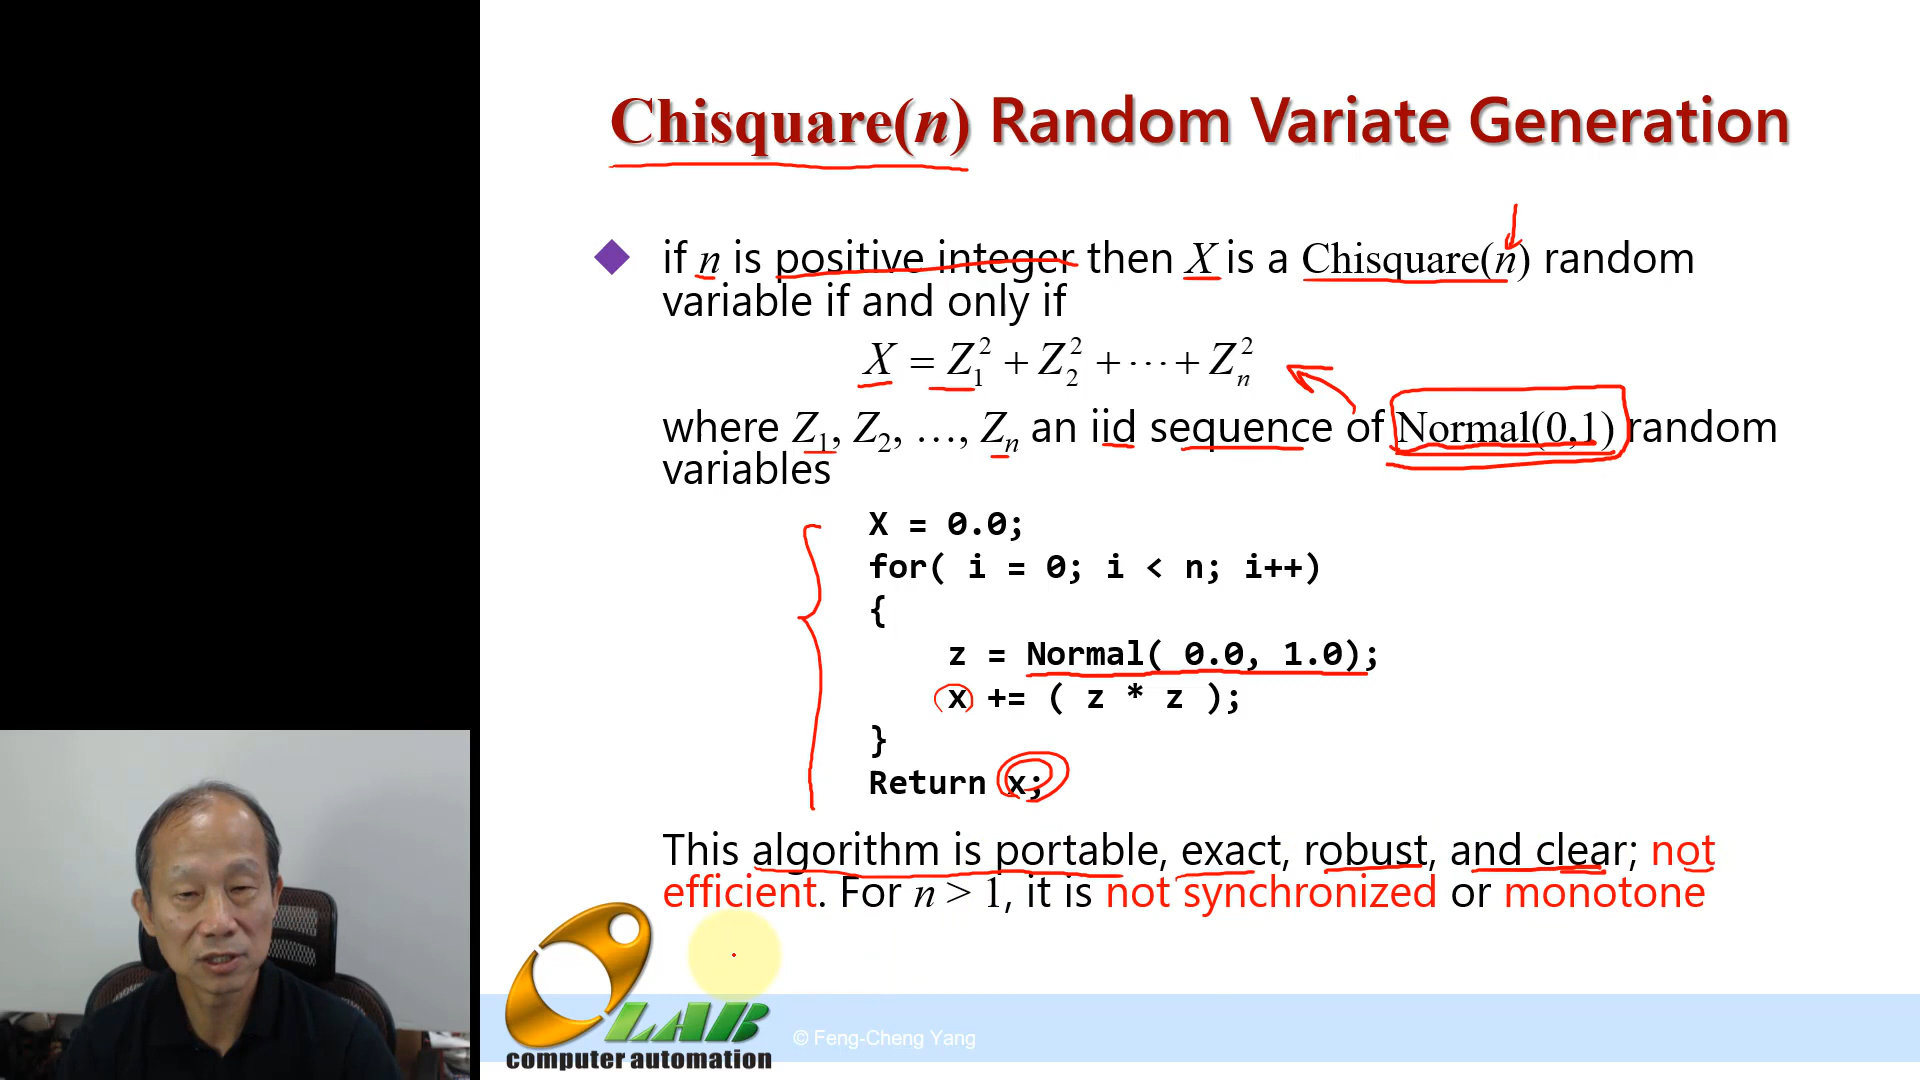 Chisquare(n) Random Variate Generation
if n is positive integer then X is a Chisquare(n) random
variable if and only if
X = Z₁² + Z₂² + ⋯ + Zₙ²
where Z₁, Z₂, …, Zₙ an iid sequence of Normal(0,1) random
variables
X = 0.0;
for( i = 0; i < n; i++)
{
z = Normal( 0.0, 1.0);
x += ( z * z );
}
Return x;
This algorithm is portable, exact, robust, and clear; not
efficient. For n > 1, it is not synchronized or monotone
LAB
computer automation
© Feng-Cheng Yang